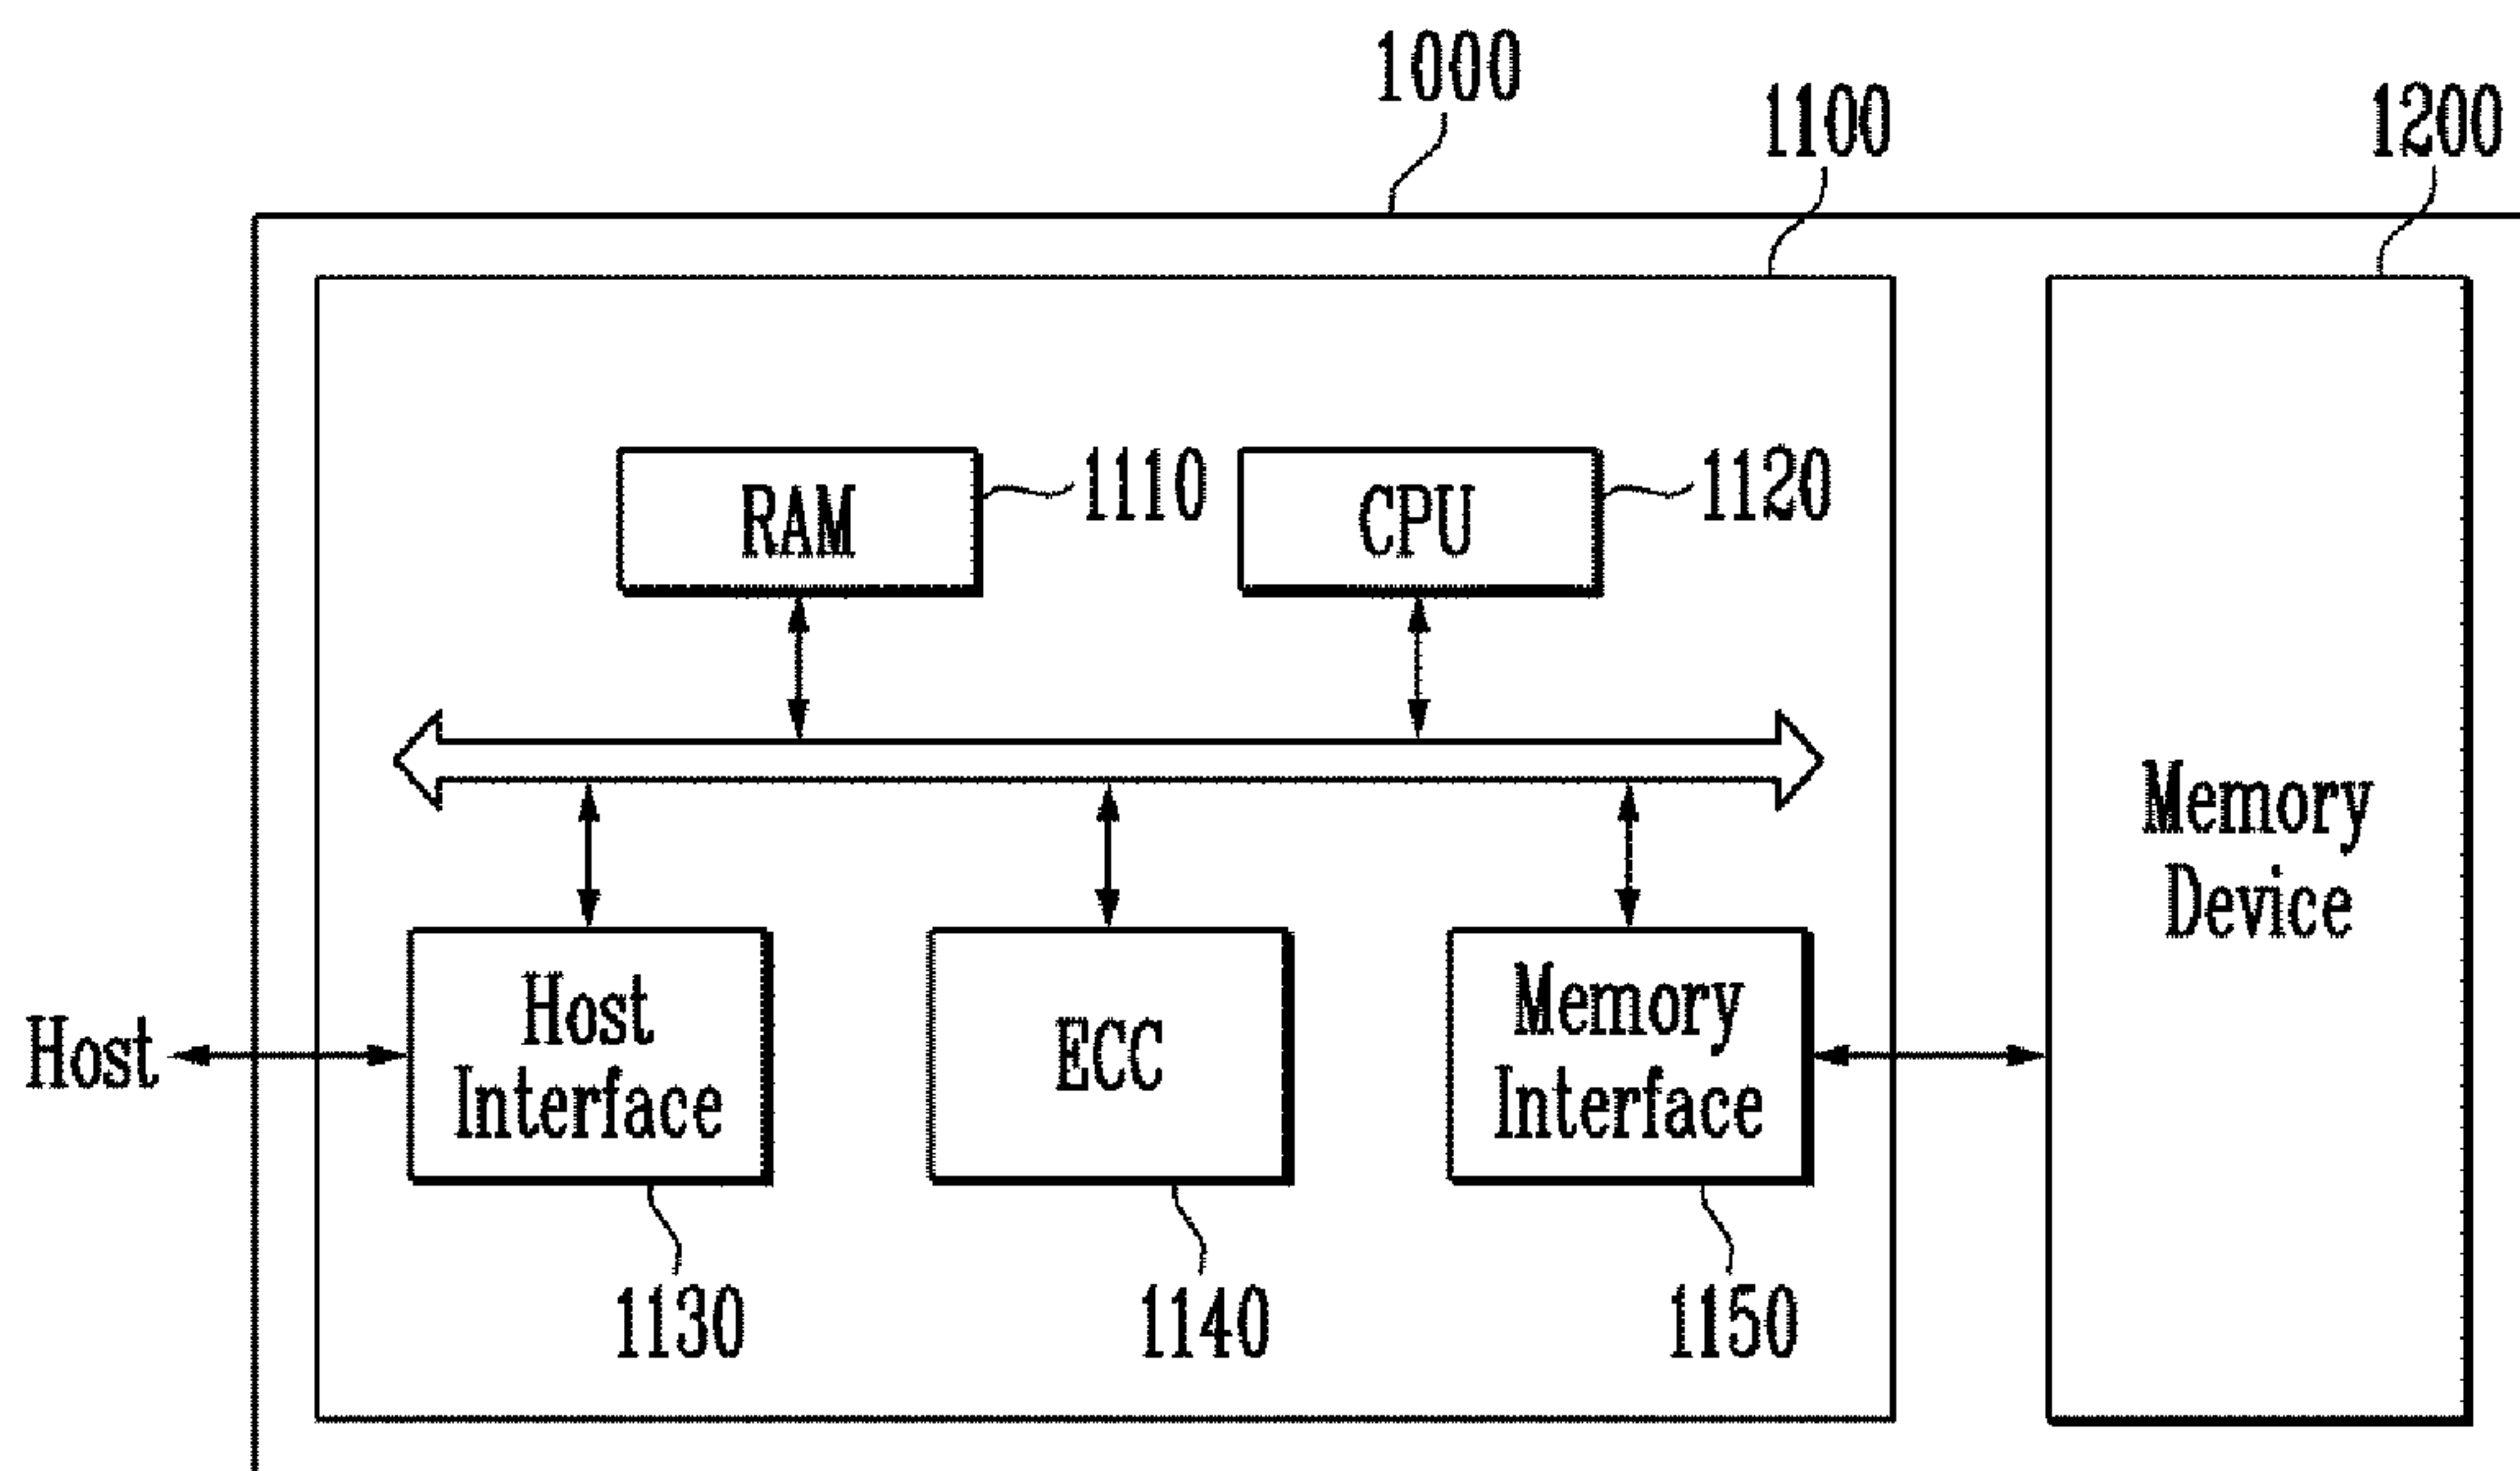 1000
1100
1200
RAM
1110
CPU
1120
Memory
Device
Host
Host
Interface
ECC
Memory
Interface
1130
1140
1150